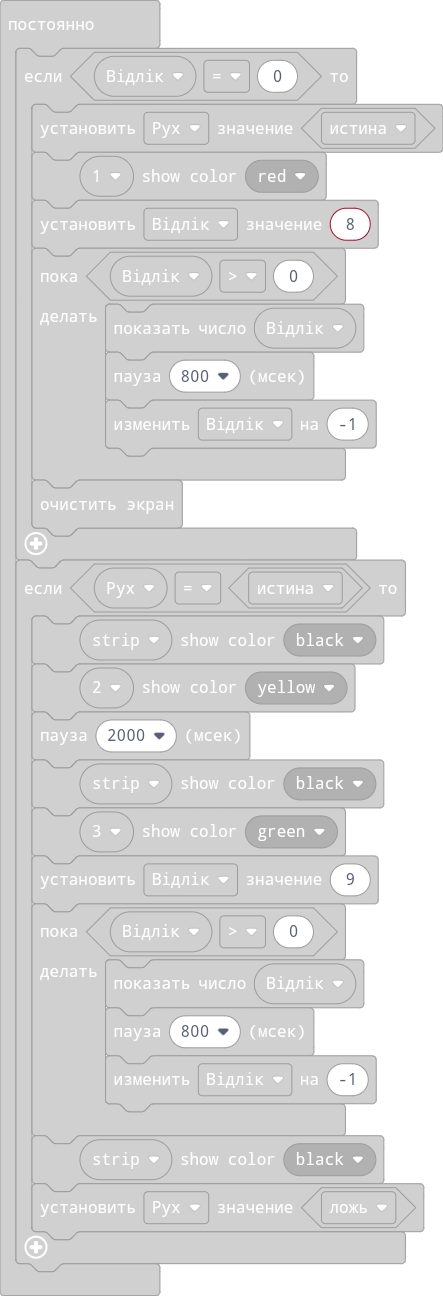 постоянно
если Відлік = 0 то
установить Рух значение истина
1 show color red
установить Відлік значение 8
пока Відлік > 0
делать показать число Відлік
пауза 800 (мсек)
изменить Відлік на -1
очистить экран
если Рух = истина то
strip show color black
2 show color yellow
пауза 2000 (мсек)
strip show color black
3 show color green
установить Відлік значение 9
пока Відлік > 0
делать показать число Відлік
пауза 800 (мсек)
изменить Відлік на -1
strip show color black
установить Рух значение ложь